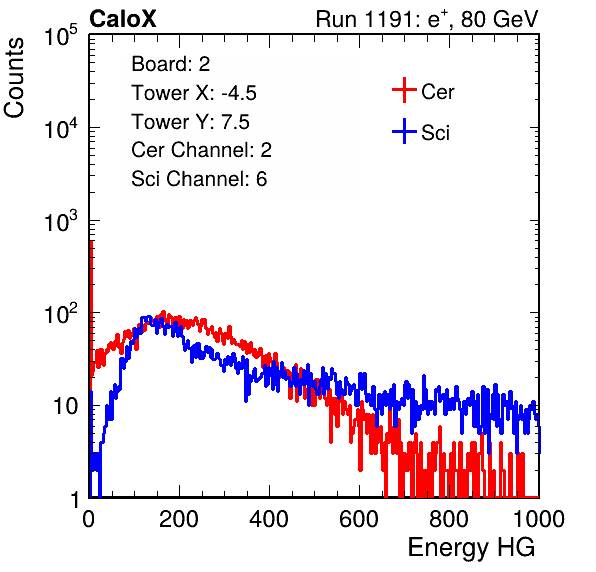 CaloX Run 1191: e⁺, 80 GeV
Counts
Board: 2
Tower X: -4.5
Tower Y: 7.5
Cer Channel: 2
Sci Channel: 6
Cer
Sci
10⁵
10⁴
10³
10²
10
1
0 200 400 600 800 1000
Energy HG